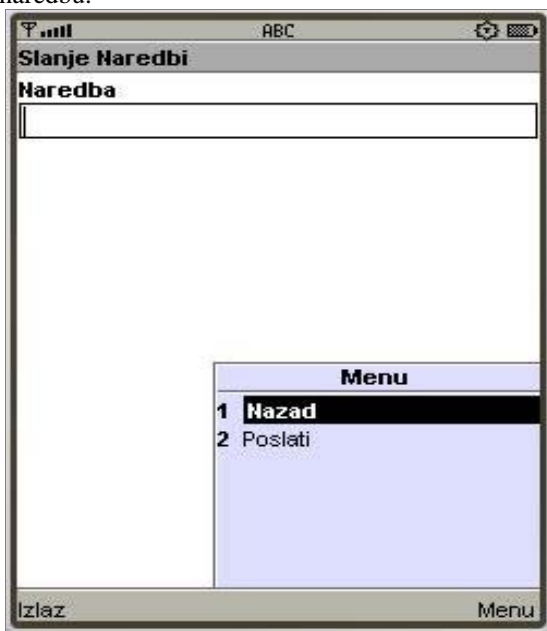 naredbu.
ABC
Slanje Naredbi
Naredba
Menu
1 Nazad
2 Poslati
Izlaz Menu